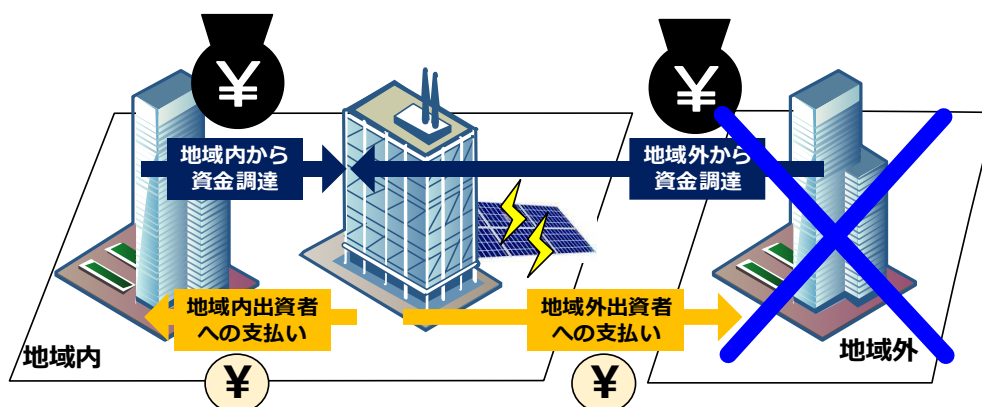 ¥
¥
地域内から
資金調達
地域外から
資金調達
地域内出資者
への支払い
地域外出資者
への支払い
地域内
地域外
¥
¥